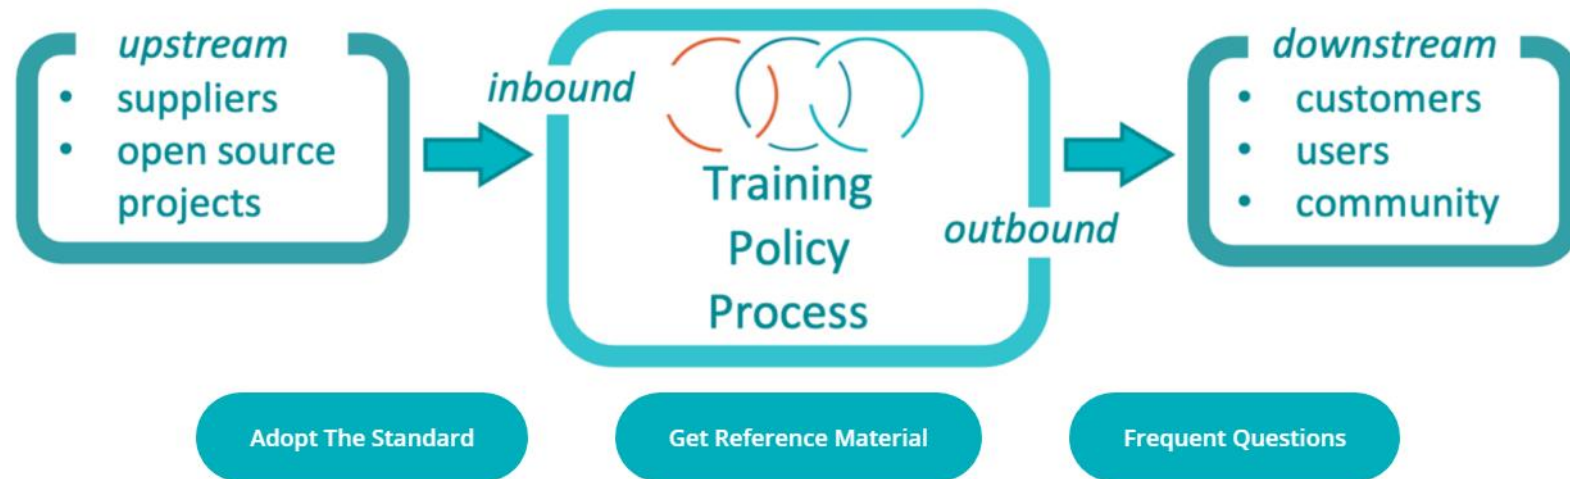 upstream
• suppliers
• open source
projects
inbound
Training
Policy
Process
outbound
downstream
• customers
• users
• community
Adopt The Standard
Get Reference Material
Frequent Questions